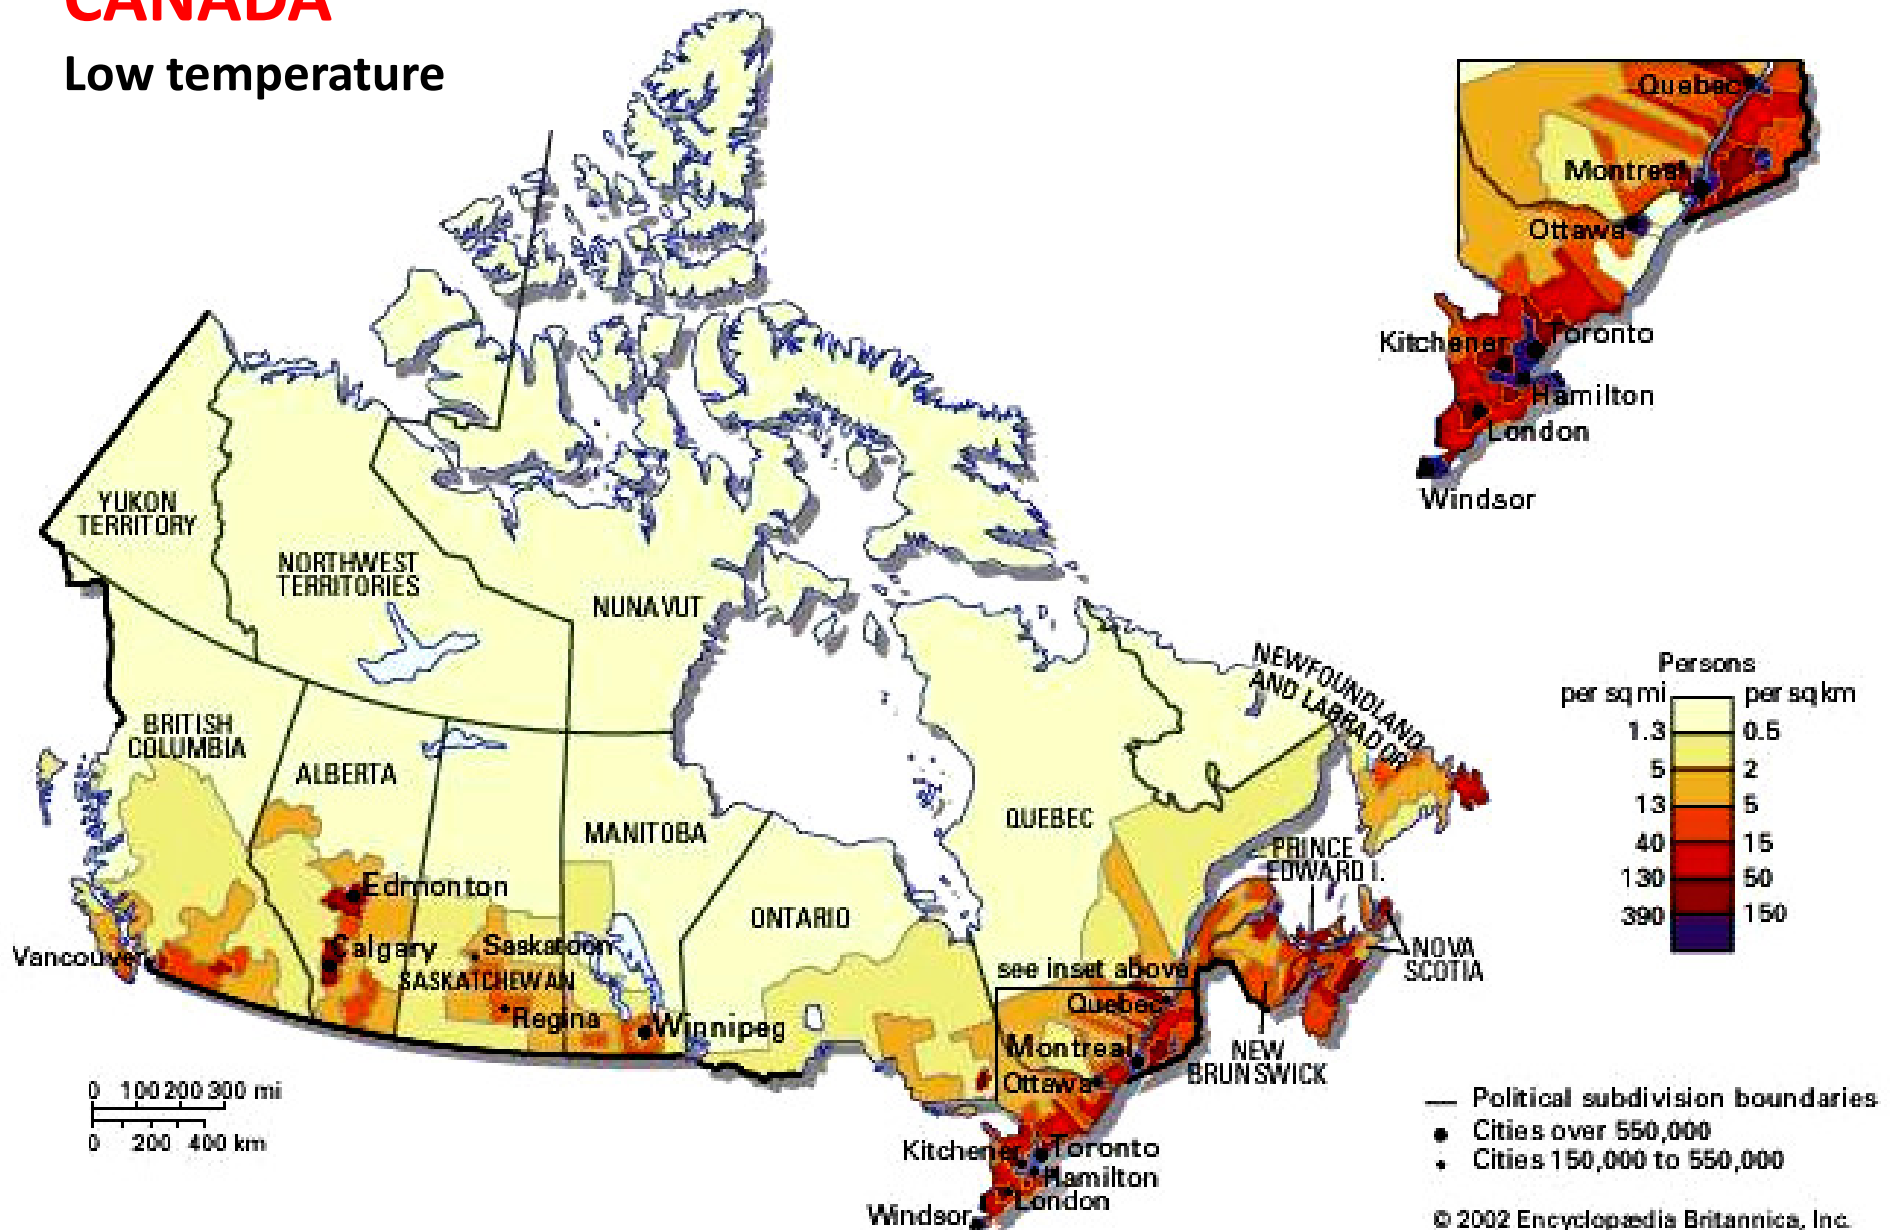 CANADA
Low temperature
Quebec
Montreal
Ottawa
Kitchener
Toronto
Hamilton
London
Windsor
YUKON
TERRITORY
NORTHWEST
TERRITORIES
NUNAVUT
NEWFOUNDLAND
AND LABRADOR
BRITISH
COLUMBIA
ALBERTA
MANITOBA
QUEBEC
ONTARIO
PRINCE
EDWARD I.
Edmonton
Calgary
Saskatoon
SASKATCHEWAN
Vancouver
Regina
Winnipeg
see inset above
Quebec
Montreal
Ottawa
NOVA
SCOTIA
NEW
BRUNSWICK
Kitchener
Toronto
Hamilton
London
Windsor
Persons
per sq mi per sq km
1.3 0.5
5 2
13 5
40 15
130 50
390 150
0 100 200 300 mi
0 200 400 km
Political subdivision boundaries
Cities over 550,000
Cities 150,000 to 550,000
© 2002 Encyclopædia Britannica, Inc.